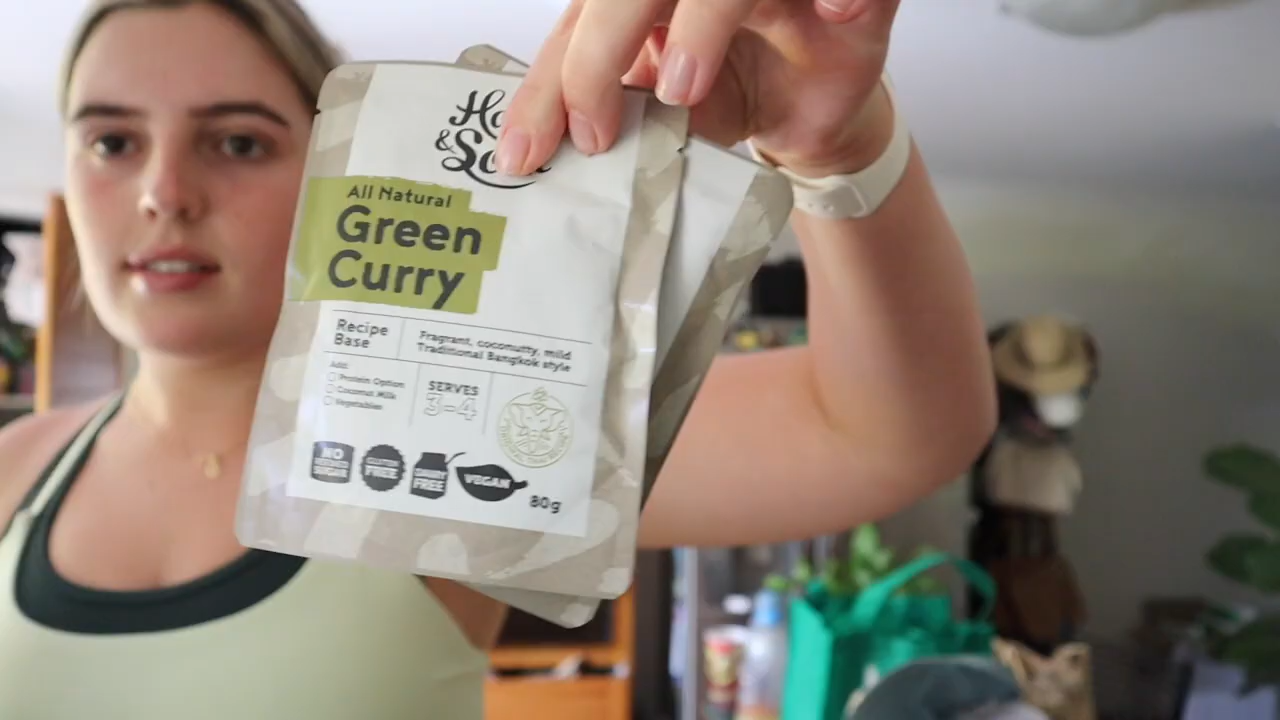 All Natural
Green
Curry
Recipe
Base
Fragrant, coconutty, mild
Traditional Bangkok style
Add:
Protein Option
Coconut Milk
Vegetables
SERVES
3-4
NO
SUGAR
GLUTEN
FREE
DAIRY
FREE
VEGAN
80g